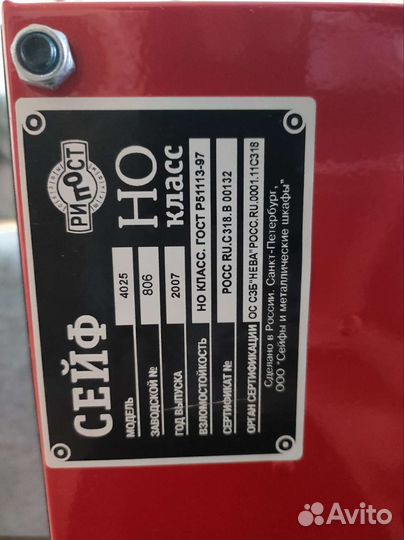 СЕЙФ
РИПОСТ
НО
класс
МОДЕЛЬ 4025
ЗАВОДСКОЙ № 806
ГОД ВЫПУСКА 2007
ВЗЛОМОСТОЙКОСТЬ НО КЛАСС. ГОСТ Р51113-97
СЕРТИФИКАТ № РОСС RU.С318.В 00132
ОРГАН СЕРТИФИКАЦИИ ОС СЗБ"НЕВА"РОСС.RU.0001.11С318
Сделано в России. Санкт-Петербург,
ООО "Сейфы и металлические шкафы"
Avito